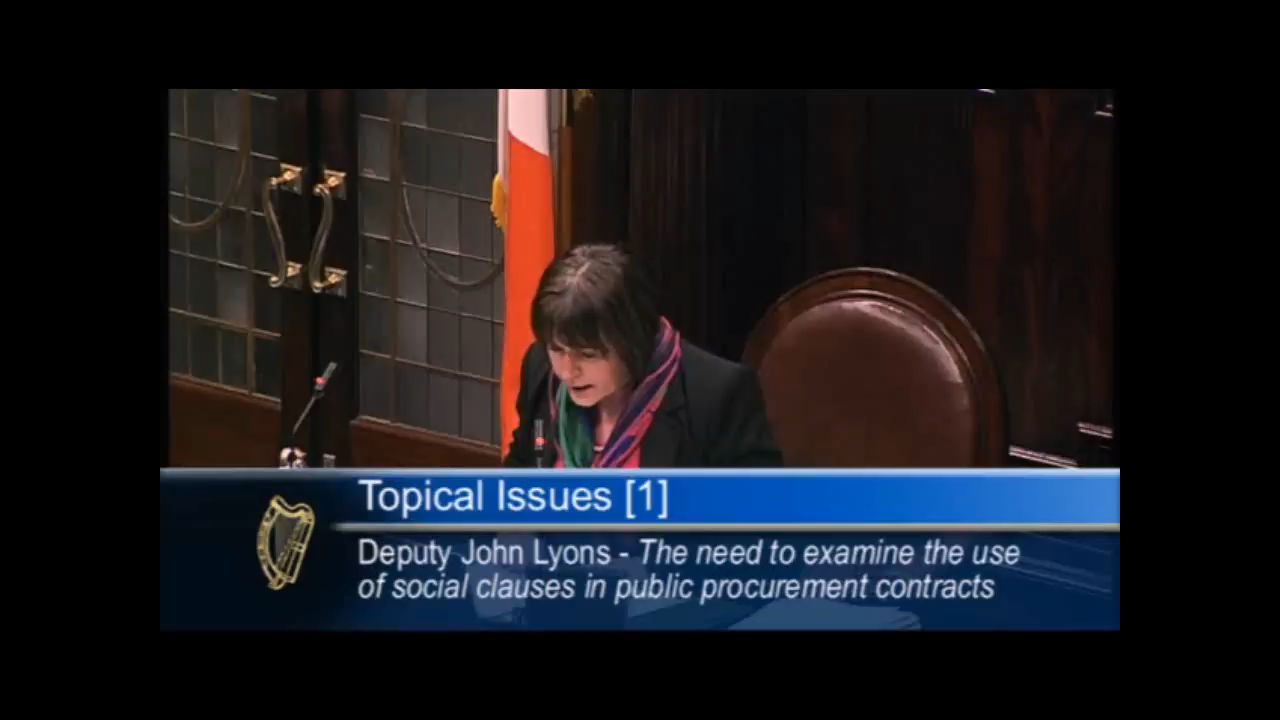 Topical Issues [1]
Deputy John Lyons - The need to examine the use
of social clauses in public procurement contracts